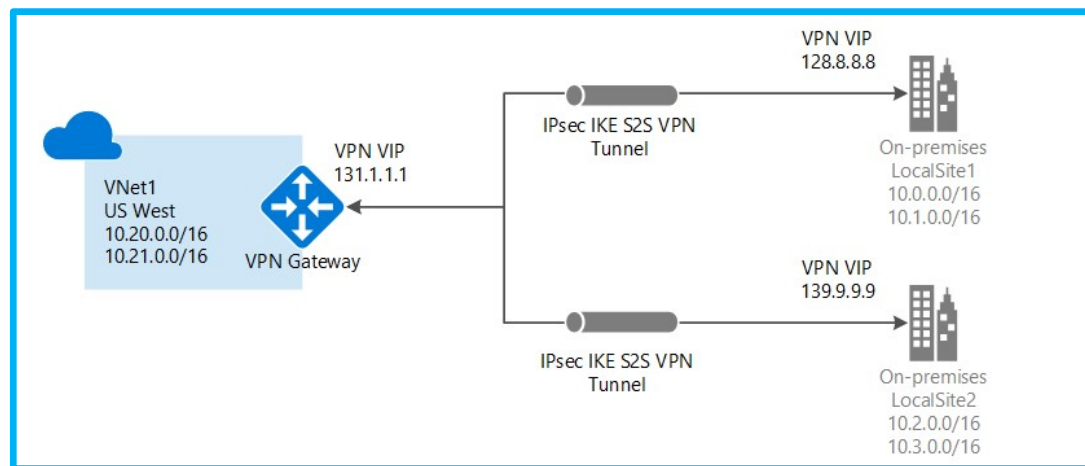 VPN VIP
128.8.8.8
IPsec IKE S2S VPN
Tunnel
On-premises
LocalSite1
10.0.0.0/16
10.1.0.0/16
VPN VIP
131.1.1.1
VNet1
US West
10.20.0.0/16
10.21.0.0/16
VPN Gateway
VPN VIP
139.9.9.9
IPsec IKE S2S VPN
Tunnel
On-premises
LocalSite2
10.2.0.0/16
10.3.0.0/16